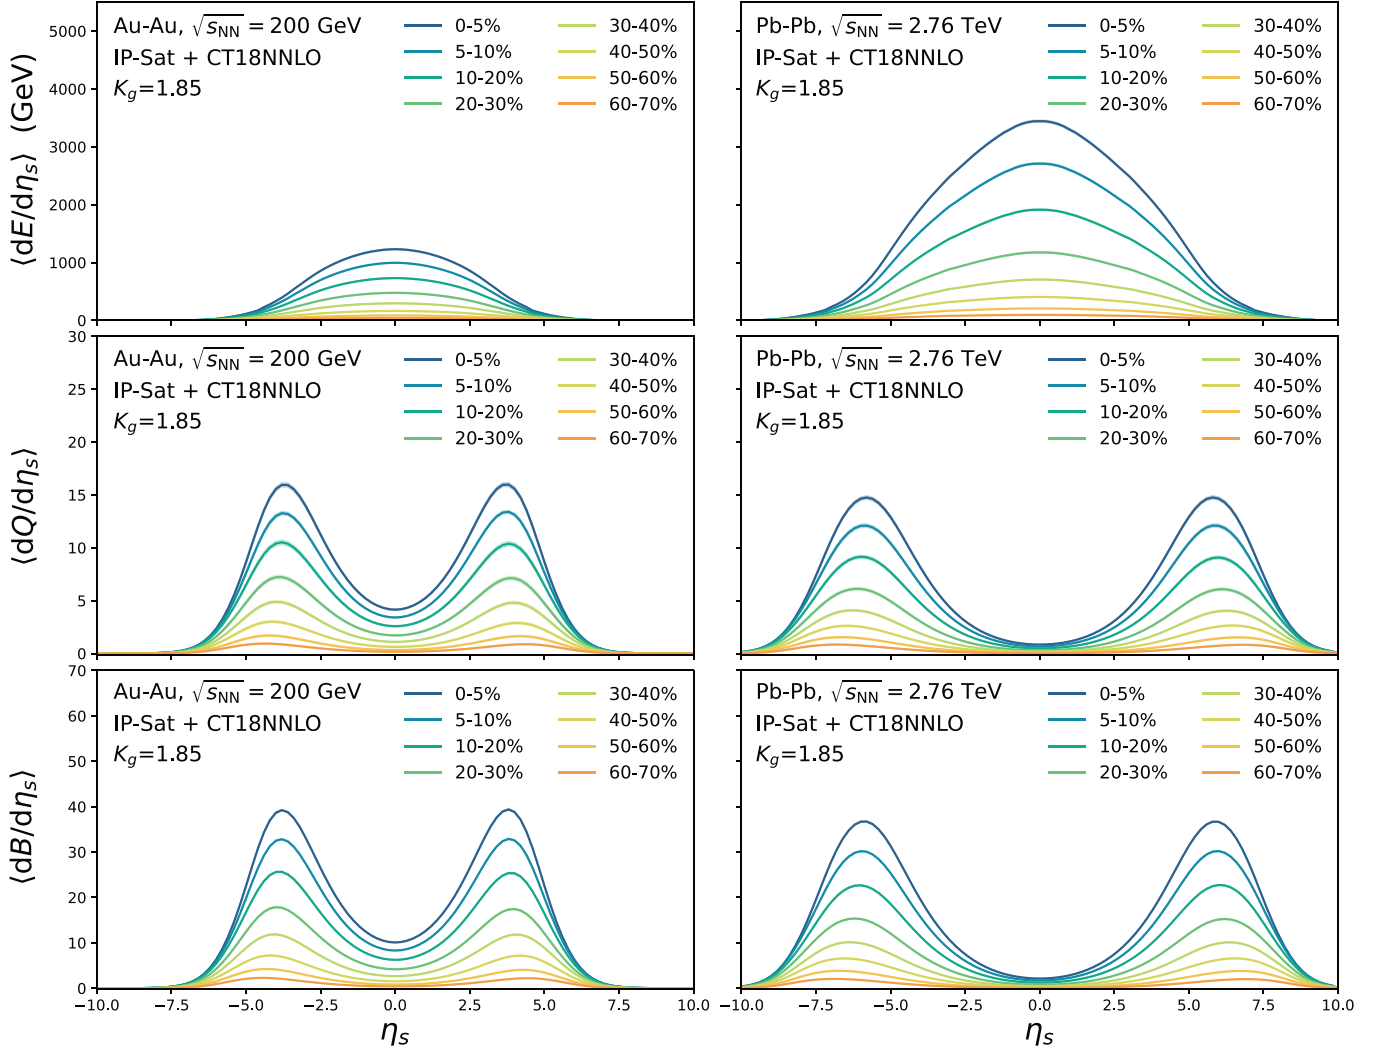 ⟨dE/dηs⟩ (GeV)
5000
4000
3000
2000
1000
0
Au-Au, √sNN = 200 GeV
IP-Sat + CT18NNLO
Kg=1.85
0-5%
5-10%
10-20%
20-30%
30-40%
40-50%
50-60%
60-70%
Pb-Pb, √sNN = 2.76 TeV
IP-Sat + CT18NNLO
Kg=1.85
0-5%
5-10%
10-20%
20-30%
30-40%
40-50%
50-60%
60-70%
⟨dQ/dηs⟩
30
25
20
15
10
5
0
Au-Au, √sNN = 200 GeV
IP-Sat + CT18NNLO
Kg=1.85
0-5%
5-10%
10-20%
20-30%
30-40%
40-50%
50-60%
60-70%
Pb-Pb, √sNN = 2.76 TeV
IP-Sat + CT18NNLO
Kg=1.85
0-5%
5-10%
10-20%
20-30%
30-40%
40-50%
50-60%
60-70%
⟨dB/dηs⟩
70
60
50
40
30
20
10
0
Au-Au, √sNN = 200 GeV
IP-Sat + CT18NNLO
Kg=1.85
0-5%
5-10%
10-20%
20-30%
30-40%
40-50%
50-60%
60-70%
Pb-Pb, √sNN = 2.76 TeV
IP-Sat + CT18NNLO
Kg=1.85
0-5%
5-10%
10-20%
20-30%
30-40%
40-50%
50-60%
60-70%
−10.0 −7.5 −5.0 −2.5 0.0 2.5 5.0 7.5 10.0
−10.0 −7.5 −5.0 −2.5 0.0 2.5 5.0 7.5 10.0
ηs
ηs